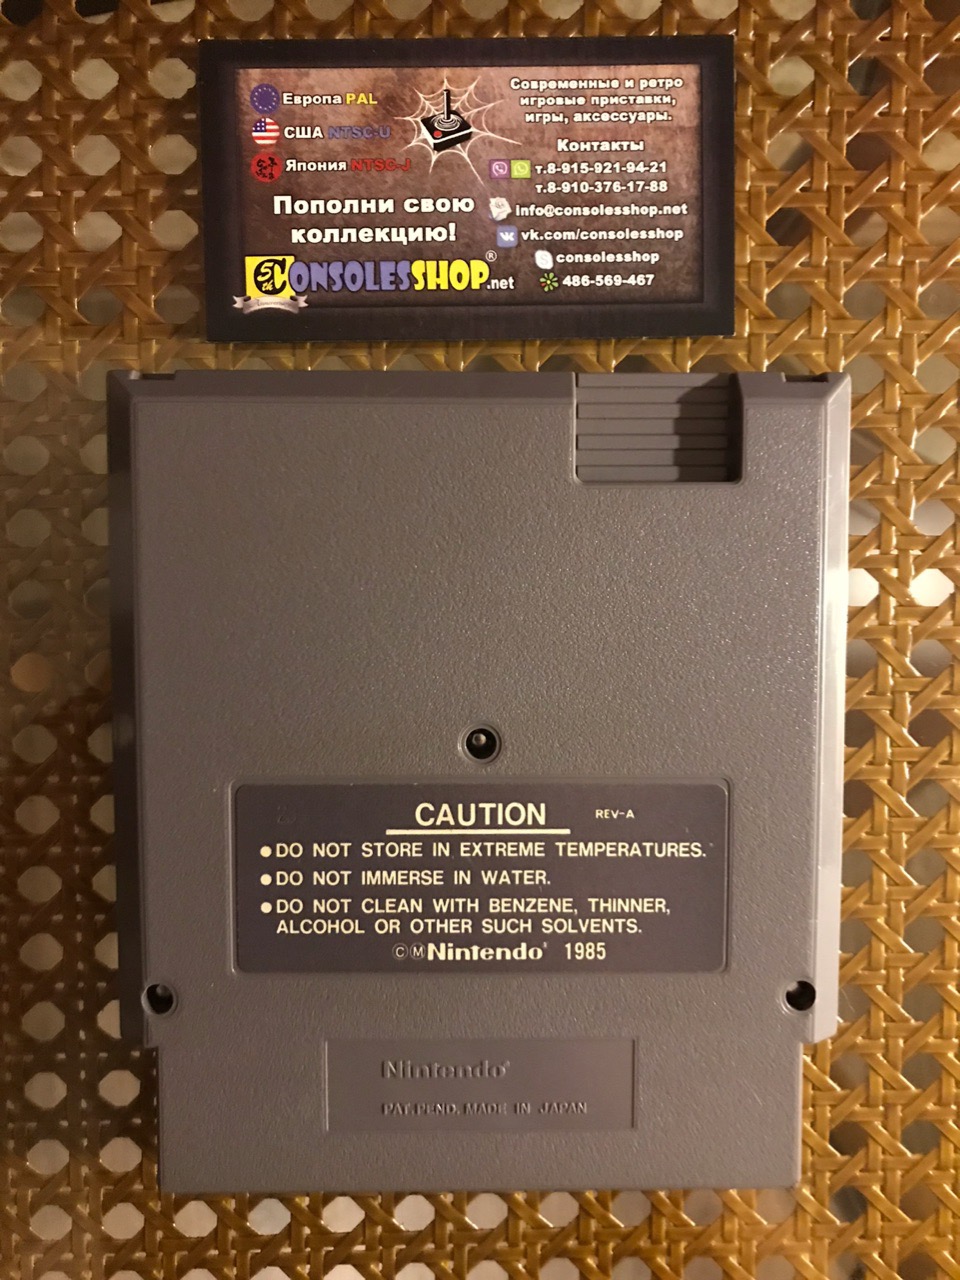 Европа PAL
США NTSC-U
Япония NTSC-J
Пополни свою
коллекцию!
CONSOLESSHOP®.net
Современные и ретро
игровые приставки,
игры, аксессуары.
Контакты
т.8-915-921-94-21
т.8-910-376-17-88
info@consolesshop.net
vk.com/consolesshop
consolesshop
486-569-467
CAUTION REV-A
●DO NOT STORE IN EXTREME TEMPERATURES.
●DO NOT IMMERSE IN WATER.
●DO NOT CLEAN WITH BENZENE, THINNER,
ALCOHOL OR OTHER SUCH SOLVENTS.
ⒸⓂNintendo® 1985
Nintendo®
PAT. PEND. MADE IN JAPAN